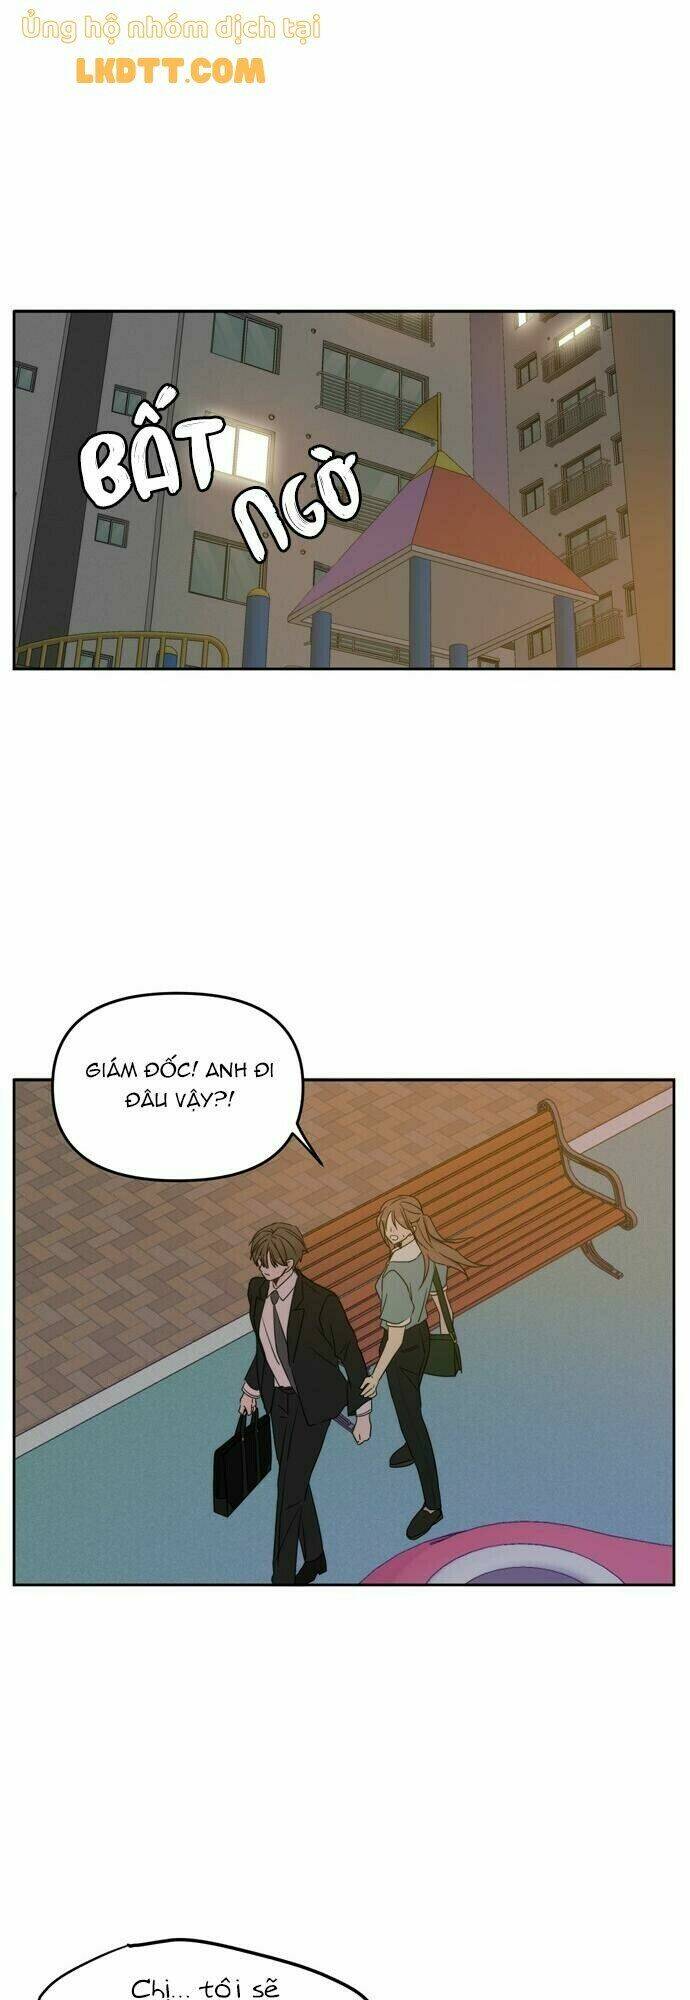 Ủng hộ nhóm dịch tại
LKDTT.COM
BẤT
NGỜ
GIÁM ĐỐC! ANH ĐI
ĐÂU VẬY?!
Chị... tôi sẽ